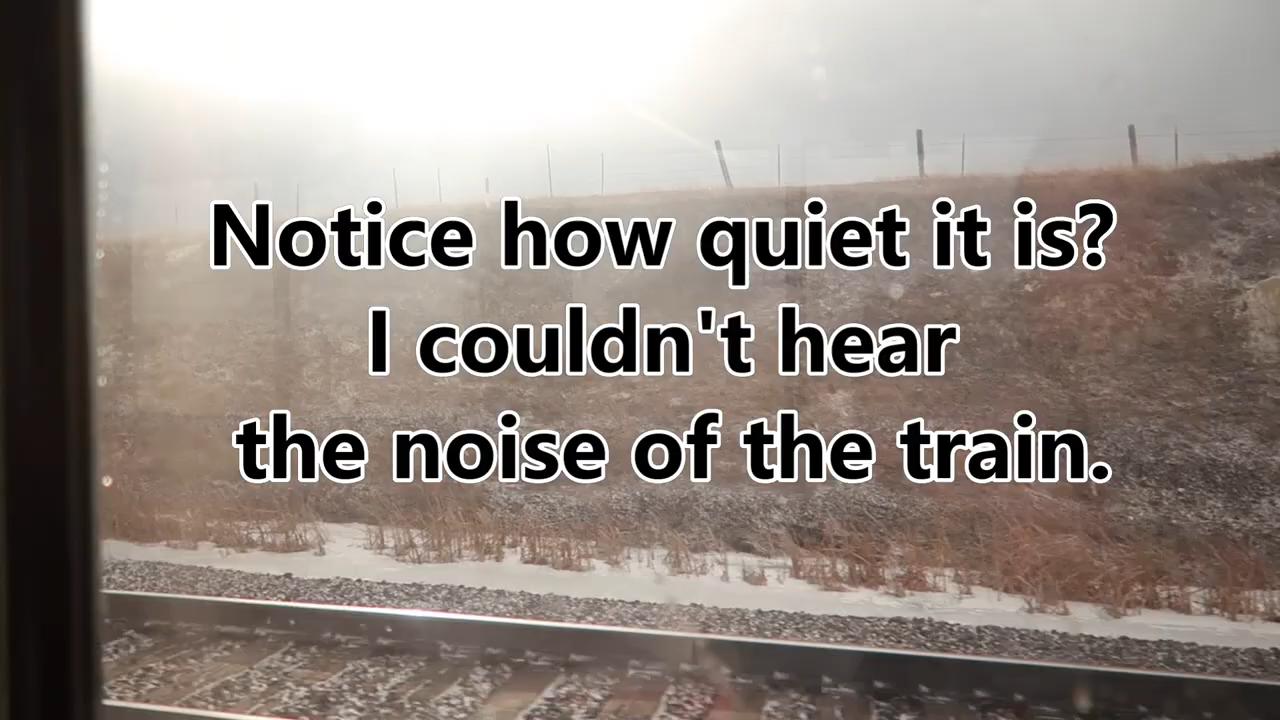 Notice how quiet it is?
I couldn't hear
the noise of the train.